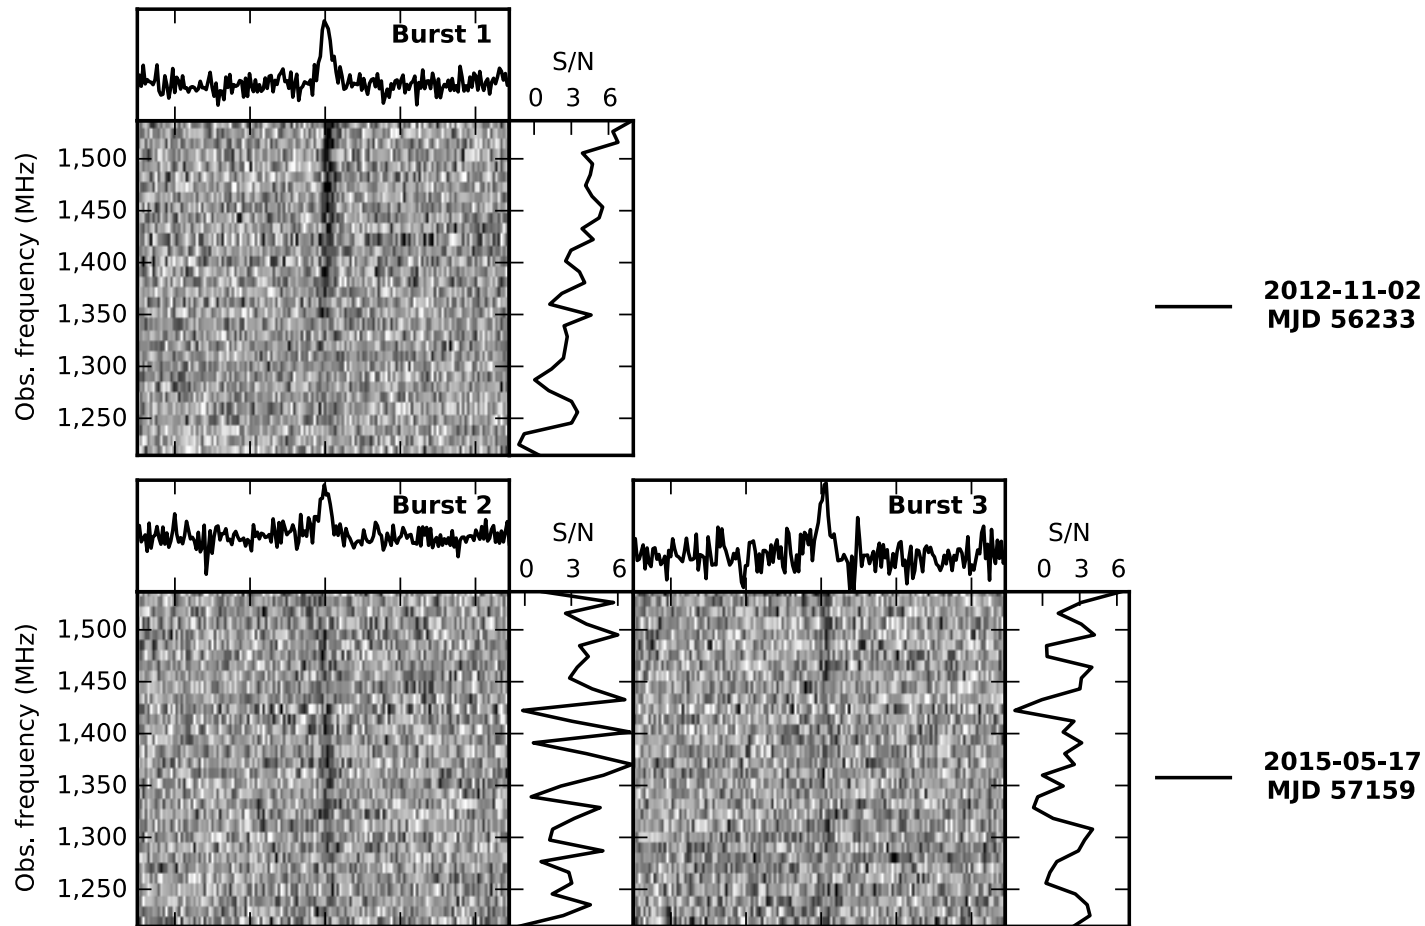 Burst 1
S/N
0 3 6
Obs. frequency (MHz)
1,500
1,450
1,400
1,350
1,300
1,250
2012-11-02
MJD 56233
Burst 2
S/N
0 3 6
Burst 3
S/N
0 3 6
Obs. frequency (MHz)
1,500
1,450
1,400
1,350
1,300
1,250
2015-05-17
MJD 57159